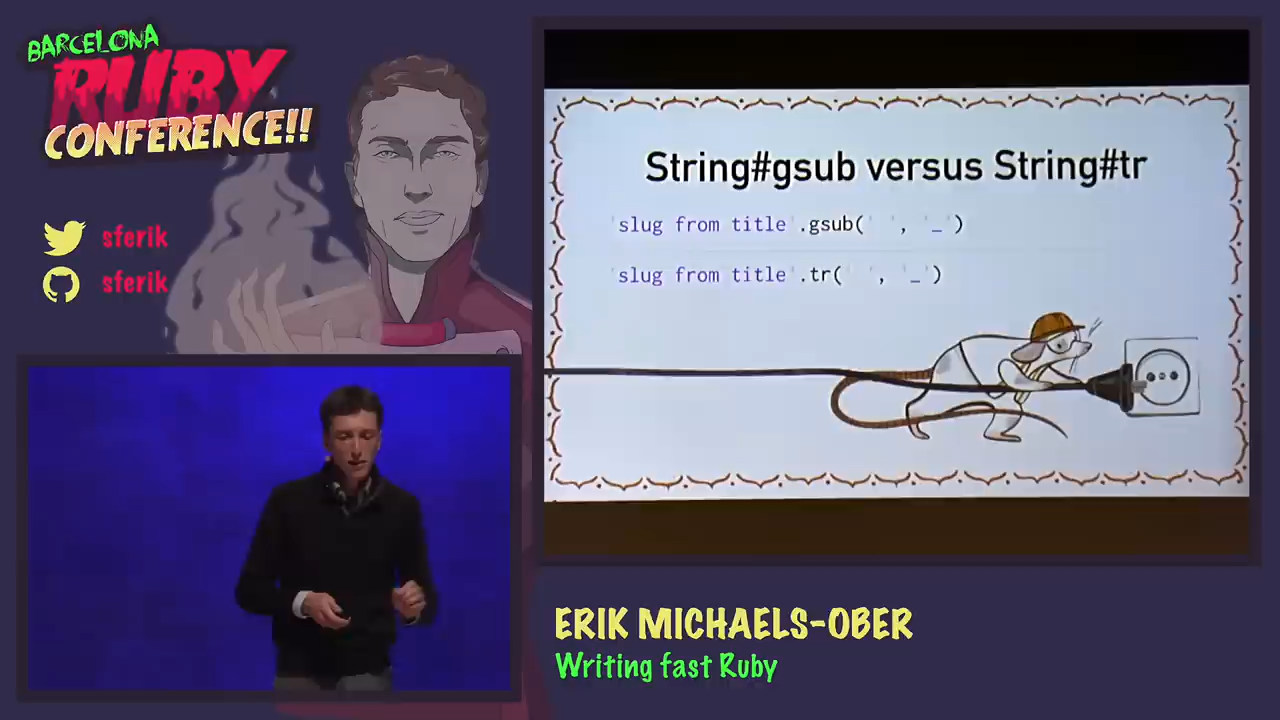 BARCELONA
RUBY
CONFERENCE!!
sferik
sferik
String#gsub versus String#tr
'slug from title'.gsub(' ', '_')
'slug from title'.tr(' ', '_')
ERIK MICHAELS-OBER
Writing fast Ruby